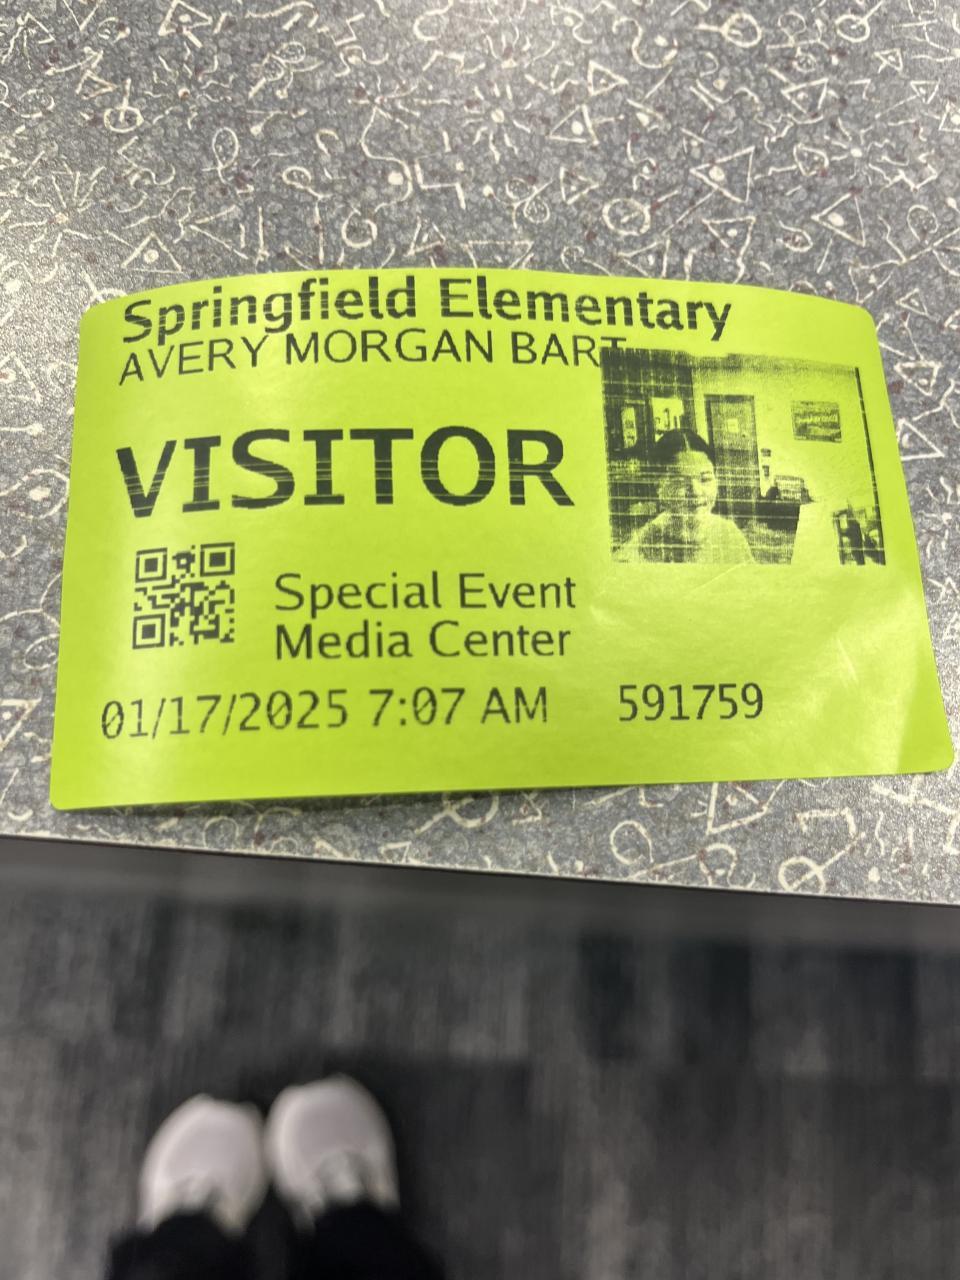 Springfield Elementary
AVERY MORGAN BART
VISITOR
Special Event
Media Center
01/17/2025 7:07 AM 591759